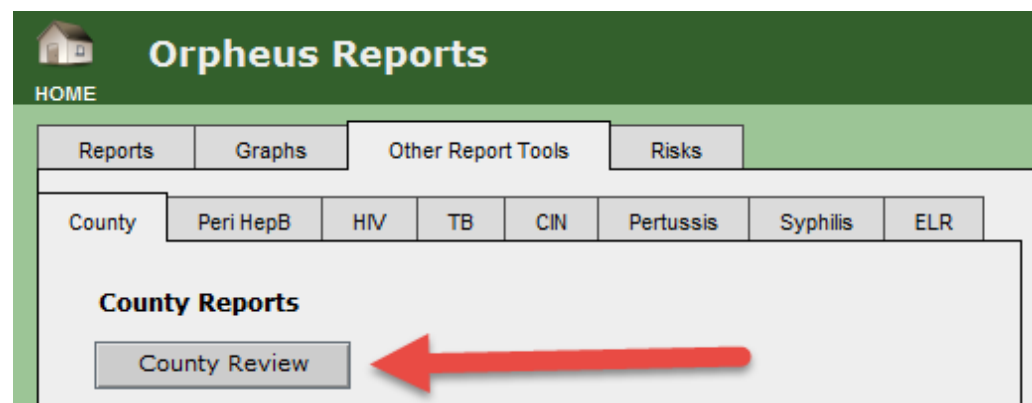 Orpheus Reports
HOME
Reports Graphs Other Report Tools Risks
County Peri HepB HIV TB CIN Pertussis Syphilis ELR
County Reports
County Review